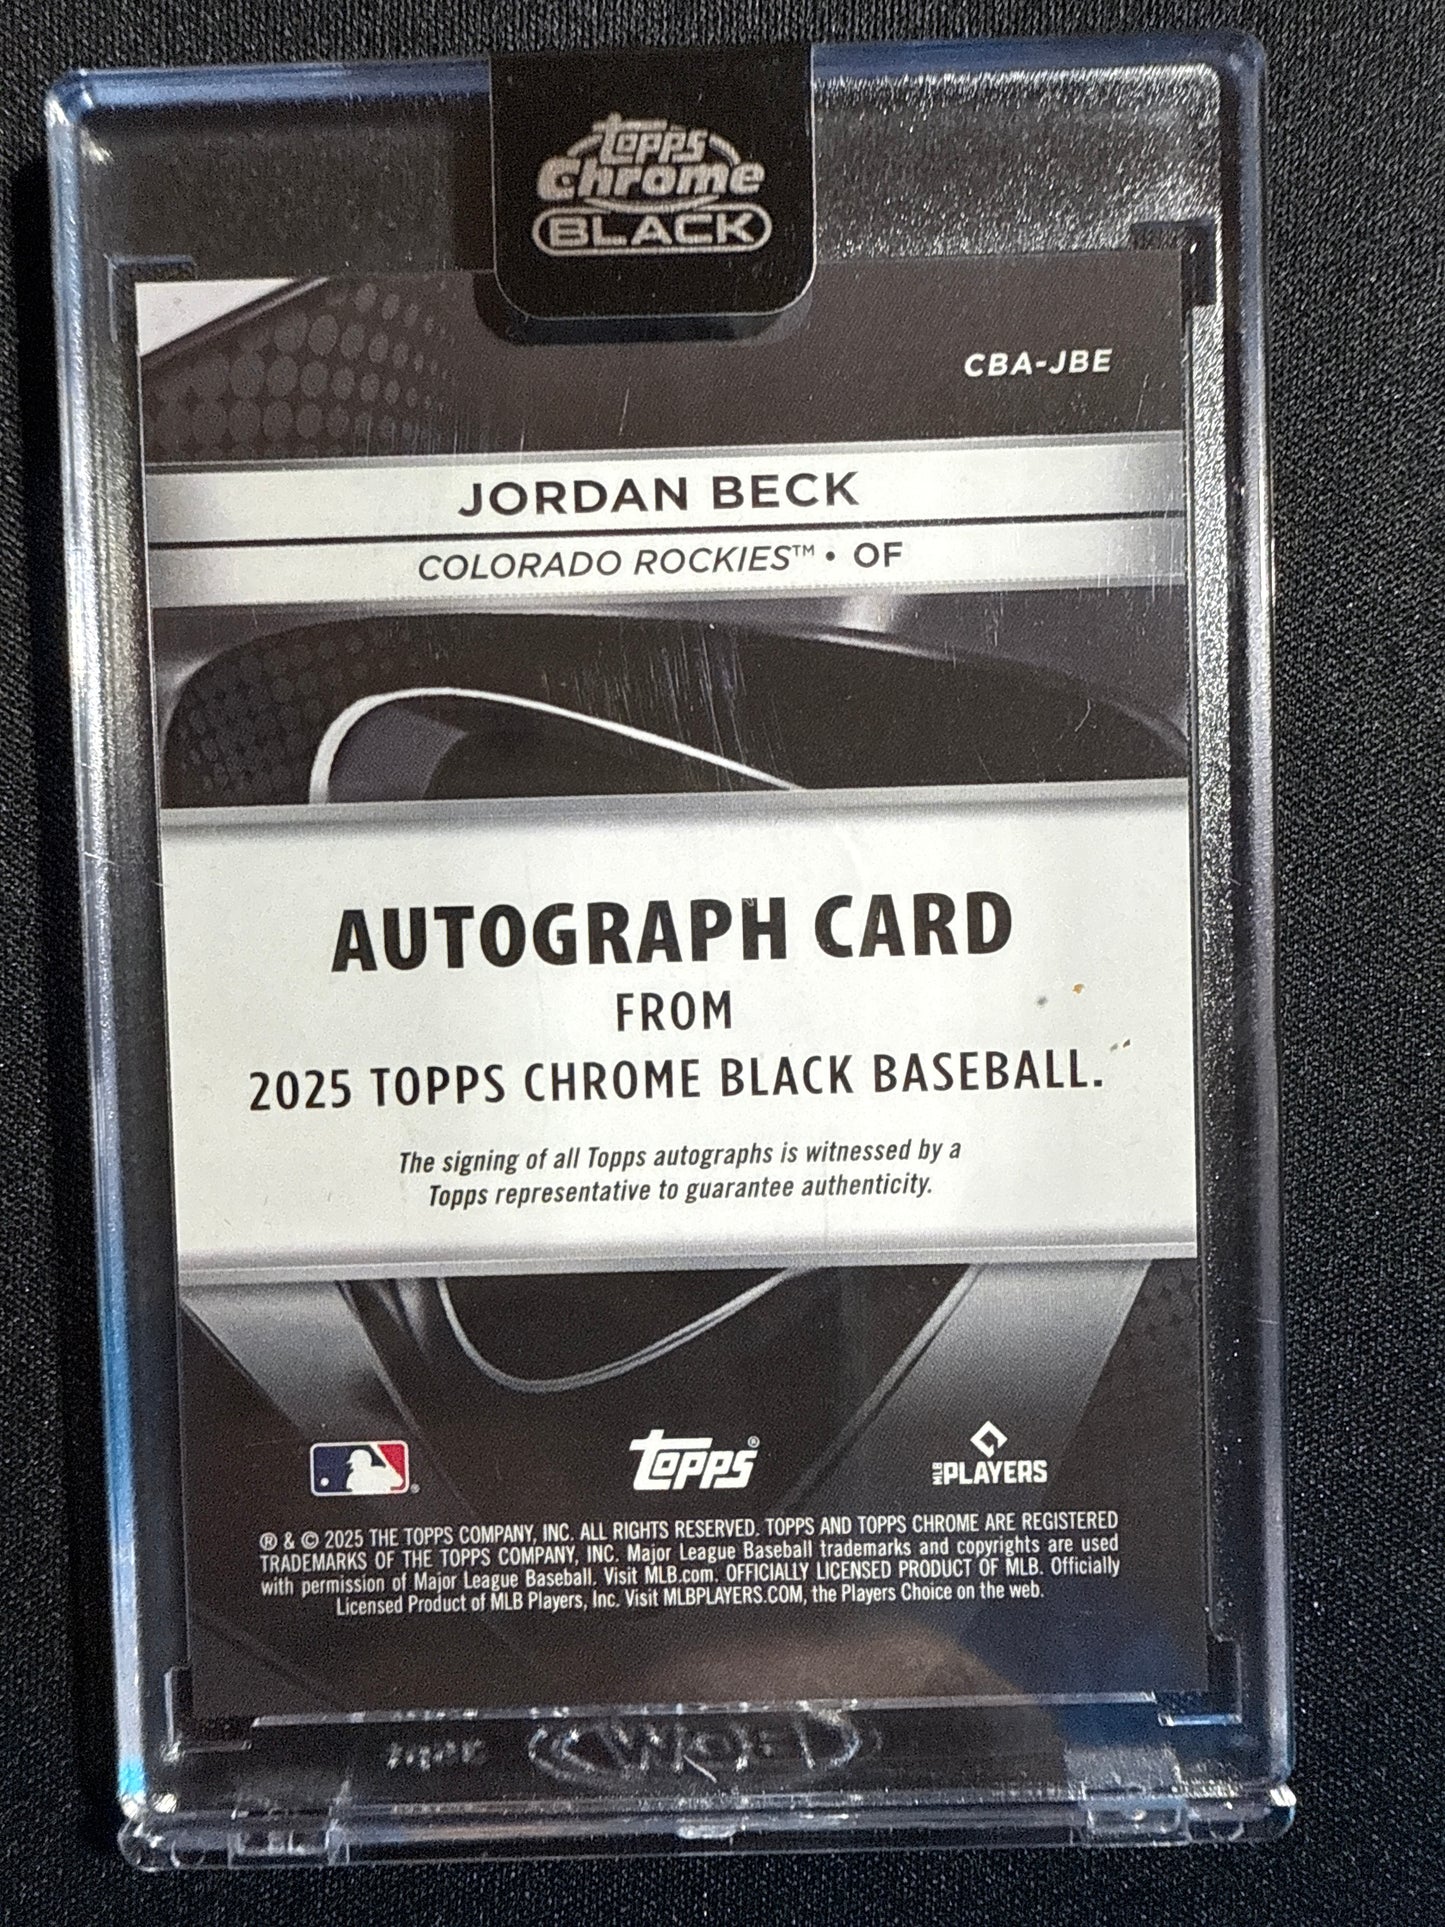 Topps
Chrome
BLACK
CBA-JBE
JORDAN BECK
COLORADO ROCKIES™ • OF
AUTOGRAPH CARD
FROM
2025 TOPPS CHROME BLACK BASEBALL.
The signing of all Topps autographs is witnessed by a
Topps representative to guarantee authenticity.
Topps®
MLB PLAYERS
® & © 2025 THE TOPPS COMPANY, INC. ALL RIGHTS RESERVED. TOPPS AND TOPPS CHROME ARE REGISTERED
TRADEMARKS OF THE TOPPS COMPANY, INC. Major League Baseball trademarks and copyrights are used
with permission of Major League Baseball. Visit MLB.com. OFFICIALLY LICENSED PRODUCT OF MLB. Officially
Licensed Product of MLB Players, Inc. Visit MLBPLAYERS.COM, the Players Choice on the web.